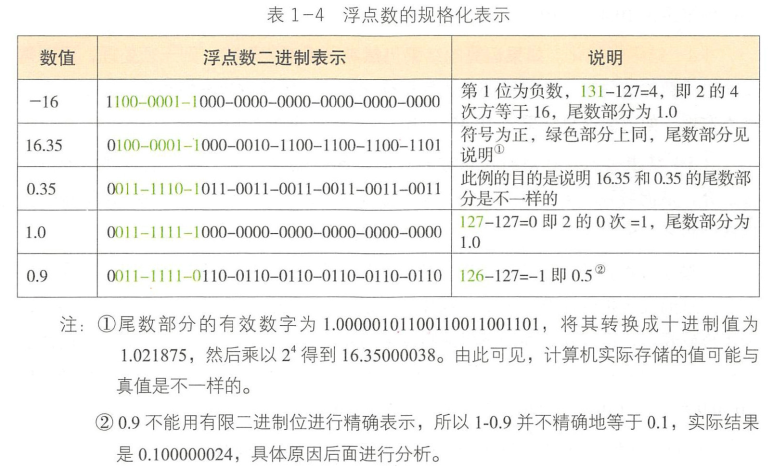 表 1-4 浮点数的规格化表示
数值 浮点数二进制表示 说明
-16 1100-0001-1000-0000-0000-0000-0000-0000 第 1 位为负数，131-127=4，即 2 的 4
次方等于 16，尾数部分为 1.0
16.35 0100-0001-1000-0010-1100-1100-1100-1101 符号为正，绿色部分上同，尾数部分见
说明①
0.35 0011-1110-1011-0011-0011-0011-0011-0011 此例的目的是说明 16.35 和 0.35 的尾数部
分是不一样的
1.0 0011-1111-1000-0000-0000-0000-0000-0000 127-127=0 即 2 的 0 次 =1，尾数部分为
1.0
0.9 0011-1111-0110-0110-0110-0110-0110-0110 126-127=-1 即 0.5②
注：①尾数部分的有效数字为 1.00000101100110011001101，将其转换成十进制值为
1.021875，然后乘以 2⁴ 得到 16.35000038。由此可见，计算机实际存储的值可能与
真值是不一样的。
② 0.9 不能用有限二进制位进行精确表示，所以 1-0.9 并不精确地等于 0.1，实际结果
是 0.100000024，具体原因后面进行分析。